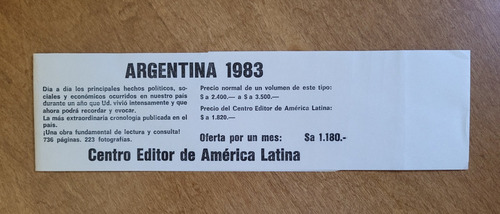 ARGENTINA 1983
Día a día los principales hechos políticos, so-
ciales y económicos ocurridos en nuestro país
durante un año que Ud. vivió intensamente y que
ahora podrá recordar y evocar.
La más extraordinaria cronología publicada en el
país.
¡Una obra fundamental de lectura y consulta!
736 páginas. 223 fotografías.
Precio normal de un volumen de este tipo:
$a 2.400.— a $a 3.500.—
Precio del Centro Editor de América Latina:
$a 1.820.—
Oferta por un mes: $a 1.180.-
Centro Editor de América Latina